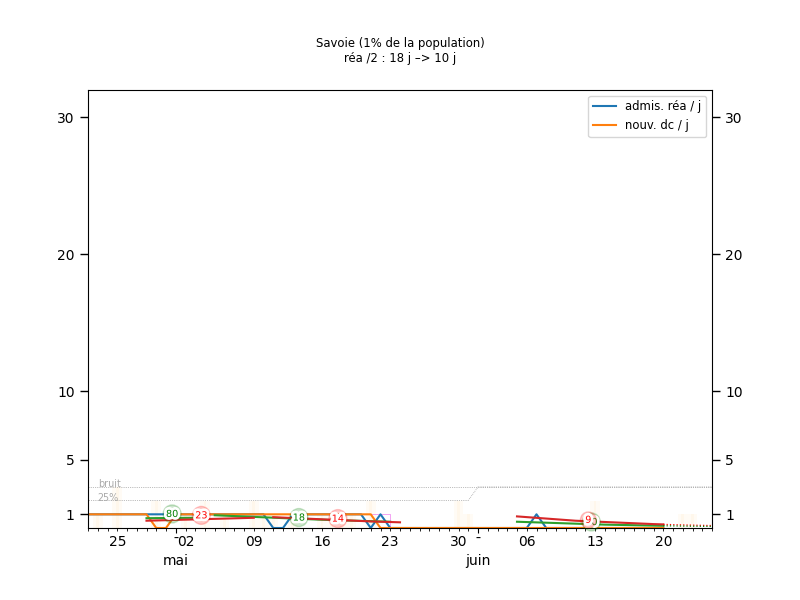 Savoie (1% de la population)
réa /2 : 18 j –> 10 j
admis. réa / j
nouv. dc / j
30 30
20 20
10 10
5 5
bruit
25%
1 1
80 23 18 14 9
25 02 09 16 23 30 - 06 13 20
mai juin